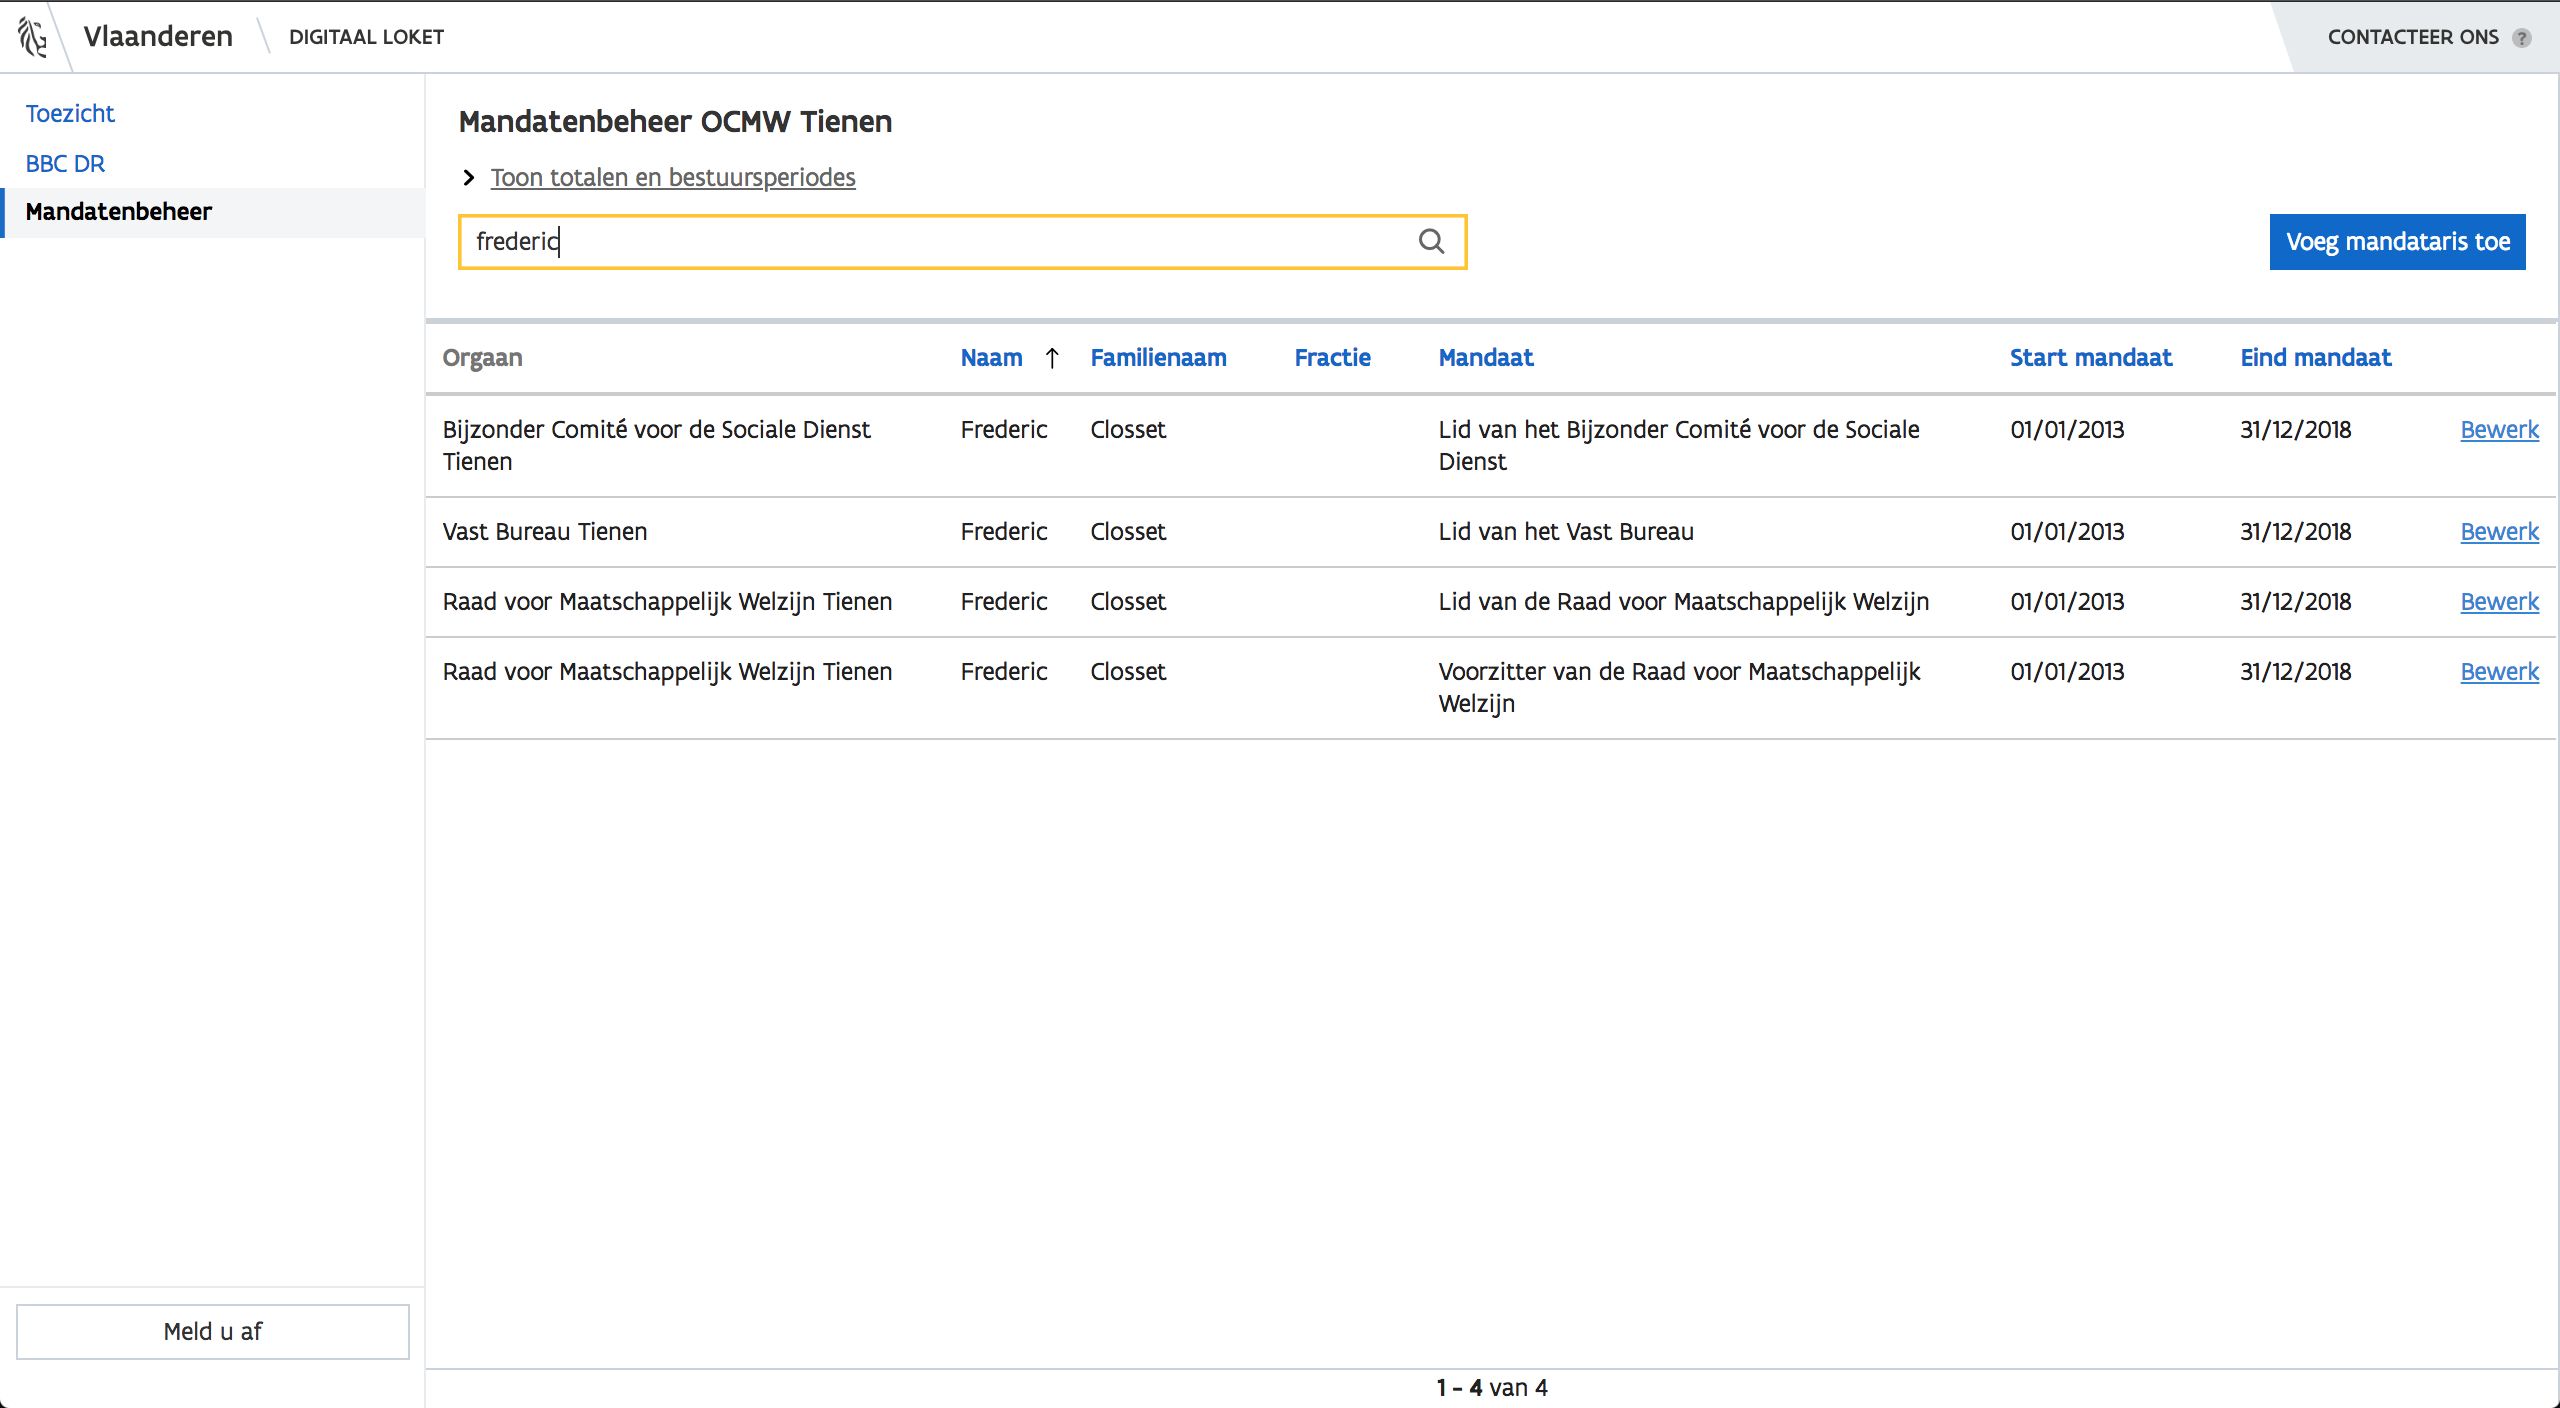 Vlaanderen
DIGITAAL LOKET
CONTACTEER ONS ?
Toezicht
BBC DR
Mandatenbeheer
Mandatenbeheer OCMW Tienen
Toon totalen en bestuursperiodes
frederic
Voeg mandataris toe
Orgaan Naam ↑ Familienaam Fractie Mandaat Start mandaat Eind mandaat
Bijzonder Comité voor de Sociale Dienst Frederic Closset Lid van het Bijzonder Comité voor de Sociale 01/01/2013 31/12/2018 Bewerk
Tienen Dienst
Vast Bureau Tienen Frederic Closset Lid van het Vast Bureau 01/01/2013 31/12/2018 Bewerk
Raad voor Maatschappelijk Welzijn Tienen Frederic Closset Lid van de Raad voor Maatschappelijk Welzijn 01/01/2013 31/12/2018 Bewerk
Raad voor Maatschappelijk Welzijn Tienen Frederic Closset Voorzitter van de Raad voor Maatschappelijk 01/01/2013 31/12/2018 Bewerk
Welzijn
Meld u af
1 - 4 van 4